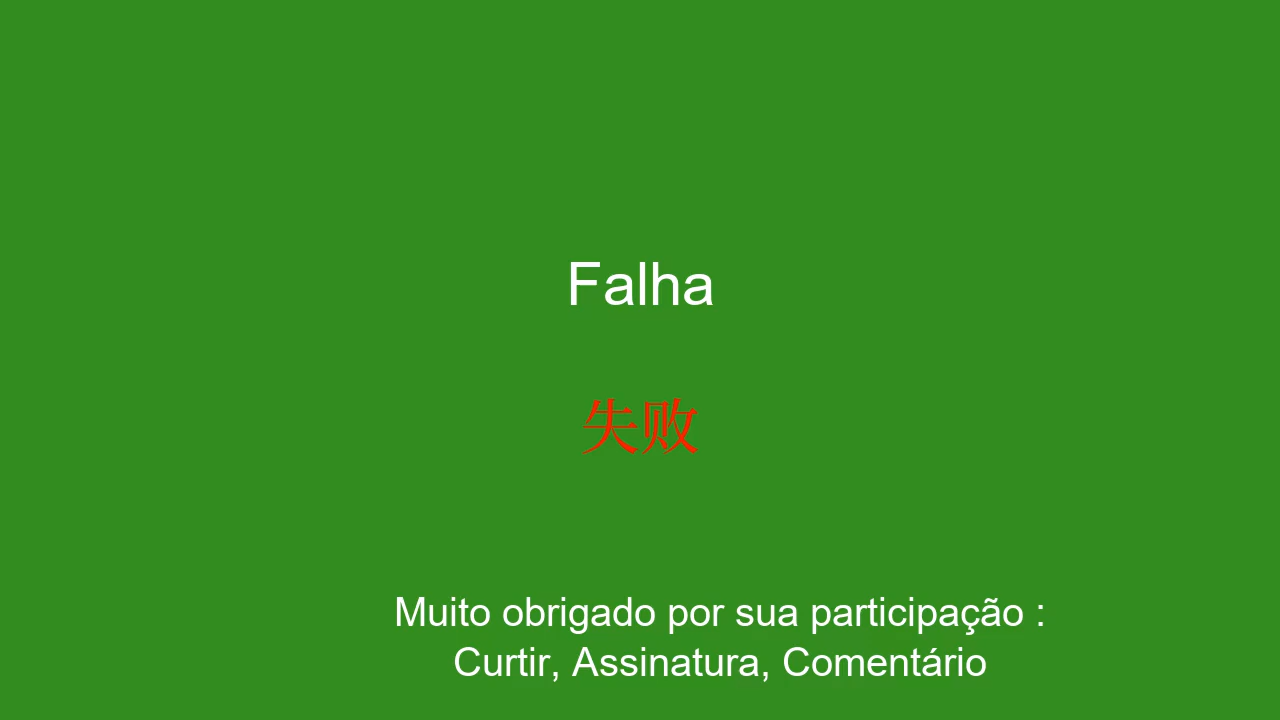 Falha
失败
Muito obrigado por sua participação :
Curtir, Assinatura, Comentário